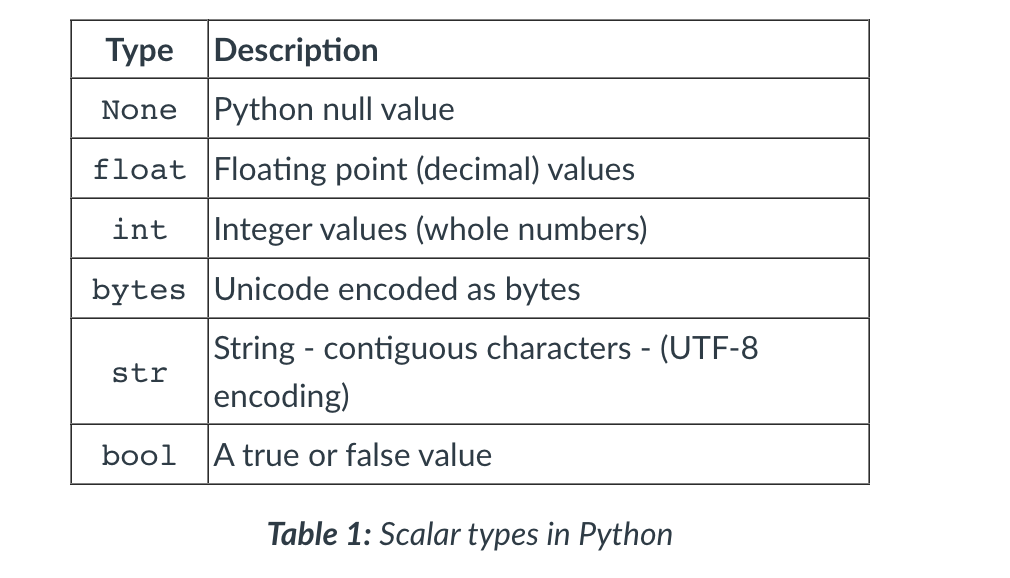 Type Description
None Python null value
float Floating point (decimal) values
int Integer values (whole numbers)
bytes Unicode encoded as bytes
str String - contiguous characters - (UTF-8
encoding)
bool A true or false value
Table 1: Scalar types in Python